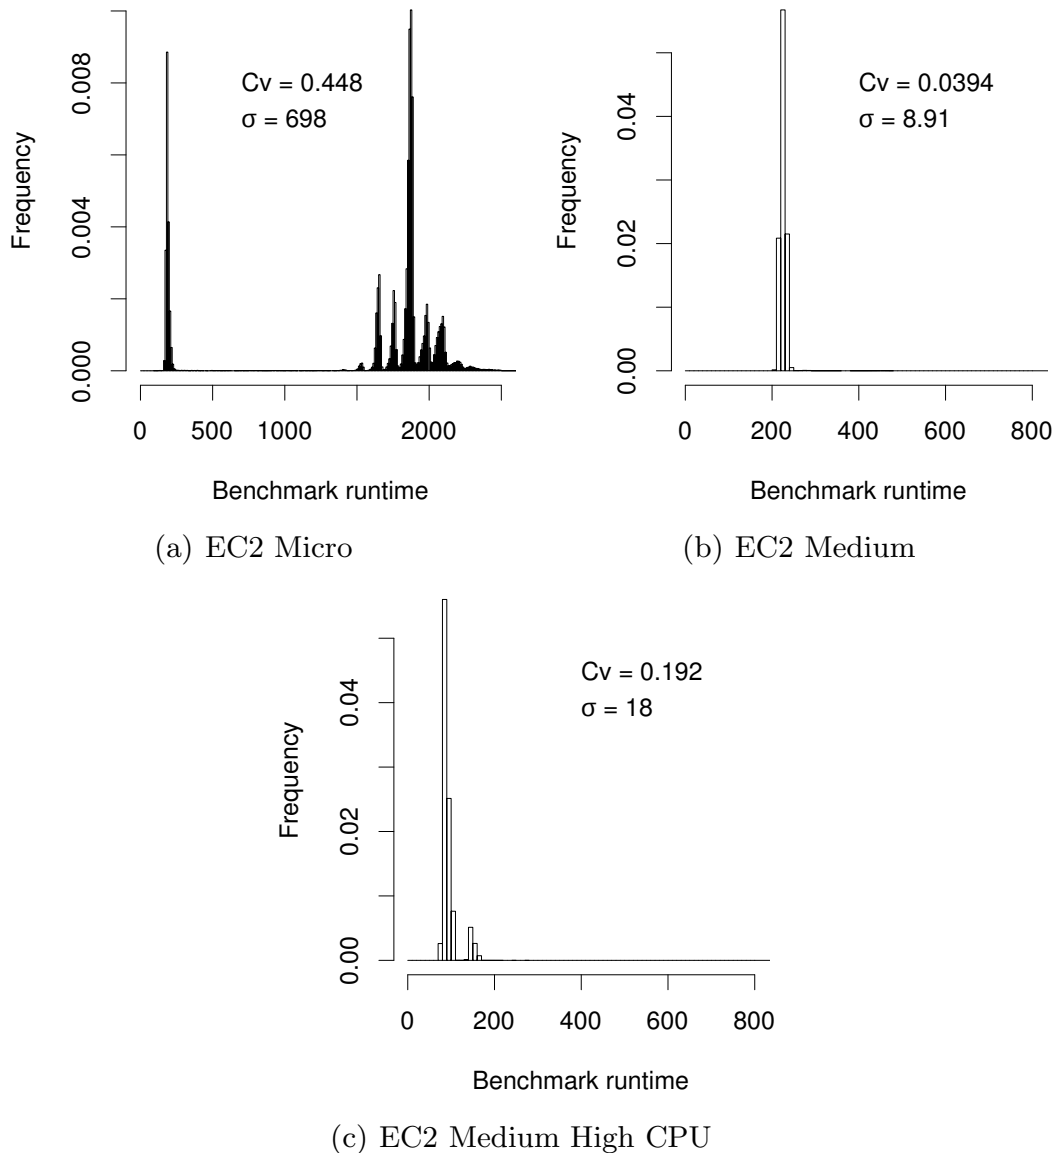 0.008
0.004
0.000
Frequency
Cv = 0.448
σ = 698
0 500 1000 2000
Benchmark runtime
(a) EC2 Micro
0.04
0.02
0.00
Frequency
Cv = 0.0394
σ = 8.91
0 200 400 600 800
Benchmark runtime
(b) EC2 Medium
0.04
0.02
0.00
Frequency
Cv = 0.192
σ = 18
0 200 400 600 800
Benchmark runtime
(c) EC2 Medium High CPU